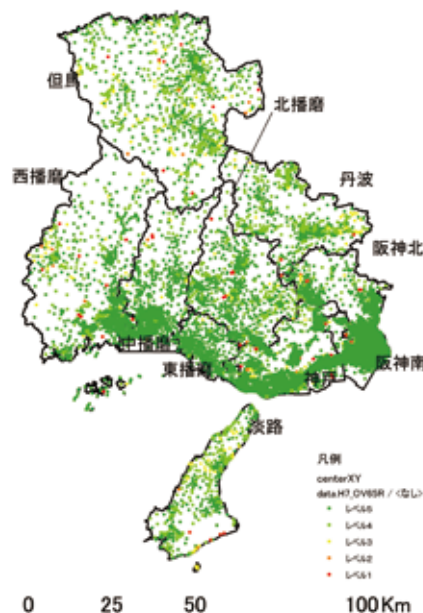 但馬
北播磨
西播磨
丹波
阪神北
中播磨
東播磨
神戸
阪神南
淡路
凡例
centerXY
data.H7_OV65R / <なし>
レベル5
レベル4
レベル3
レベル2
レベル1
0 25 50 100Km